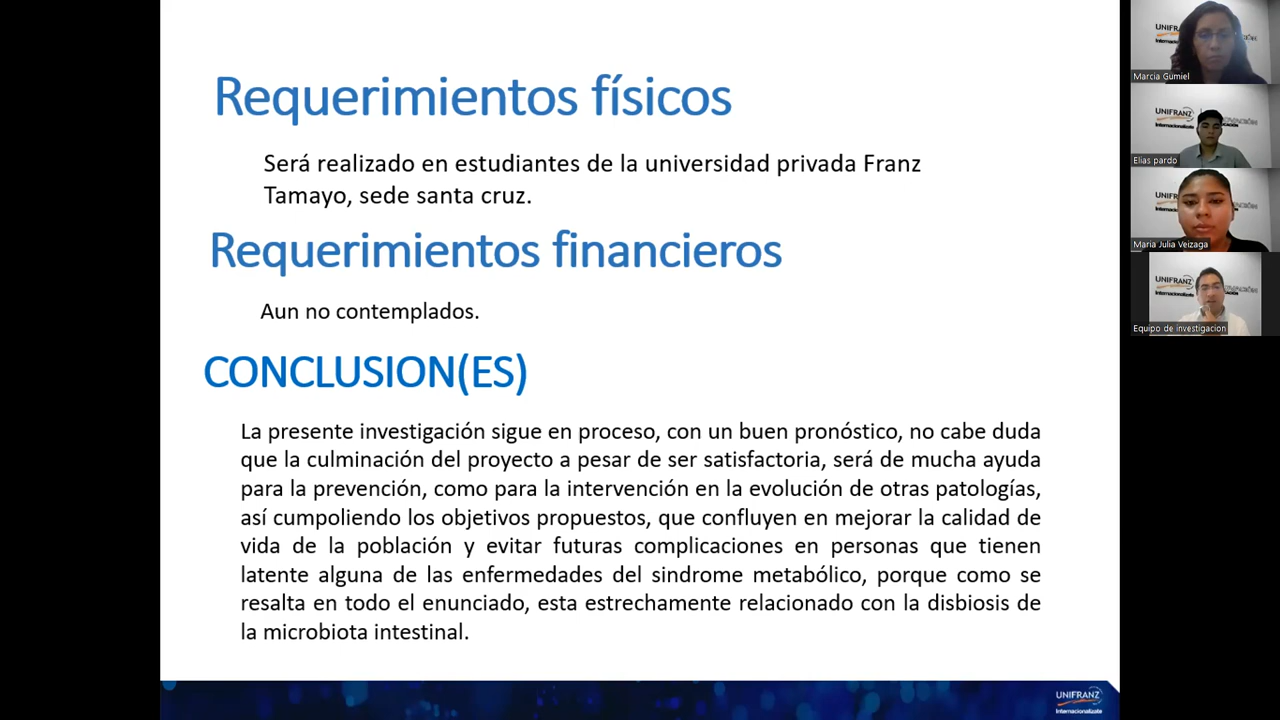 Requerimientos físicos
Será realizado en estudiantes de la universidad privada Franz
Tamayo, sede santa cruz.
Requerimientos financieros
Aun no contemplados.
CONCLUSION(ES)
La presente investigación sigue en proceso, con un buen pronóstico, no cabe duda
que la culminación del proyecto a pesar de ser satisfactoria, será de mucha ayuda
para la prevención, como para la intervención en la evolución de otras patologías,
así cumpoliendo los objetivos propuestos, que confluyen en mejorar la calidad de
vida de la población y evitar futuras complicaciones en personas que tienen
latente alguna de las enfermedades del sindrome metabólico, porque como se
resalta en todo el enunciado, esta estrechamente relacionado con la disbiosis de
la microbiota intestinal.
UNIFRANZ
Internacionalízate
Marcia Gumiel
UNIFRANZ
Elias pardo
Maria Julia Veizaga
UNIFRANZ
Equipo de investigacion